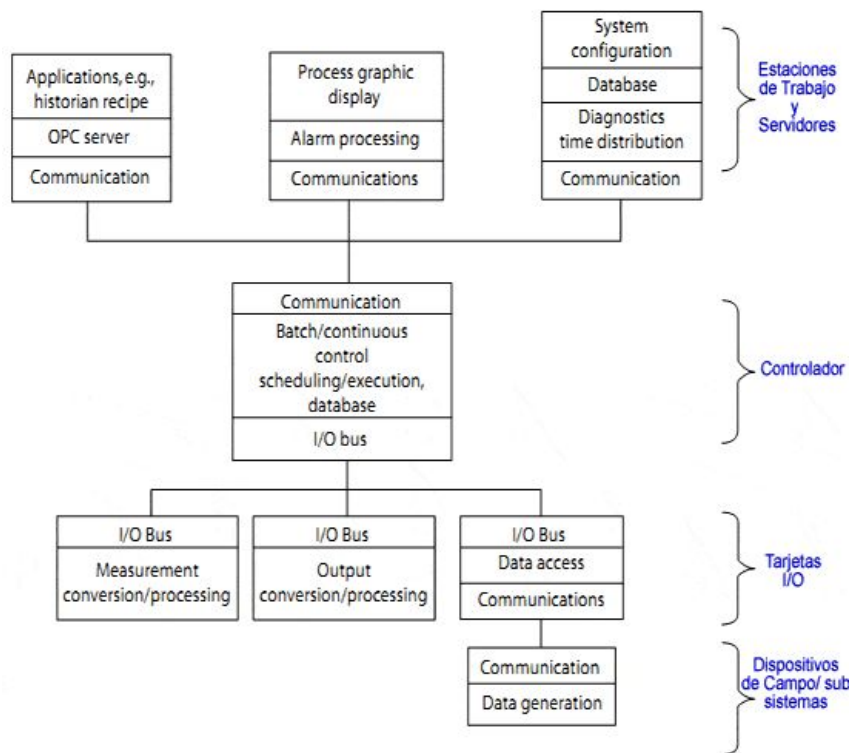 Applications, e.g.,
historian recipe
OPC server
Communication
Process graphic
display
Alarm processing
Communications
System
configuration
Database
Diagnostics
time distribution
Communication
Estaciones
de Trabajo
y
Servidores
Communication
Batch/continuous
control
scheduling/execution,
database
I/O bus
Controlador
I/O Bus
Measurement
conversion/processing
I/O Bus
Output
conversion/processing
I/O Bus
Data access
Communications
Tarjetas
I/O
Communication
Data generation
Dispositivos
de Campo/ sub
sistemas